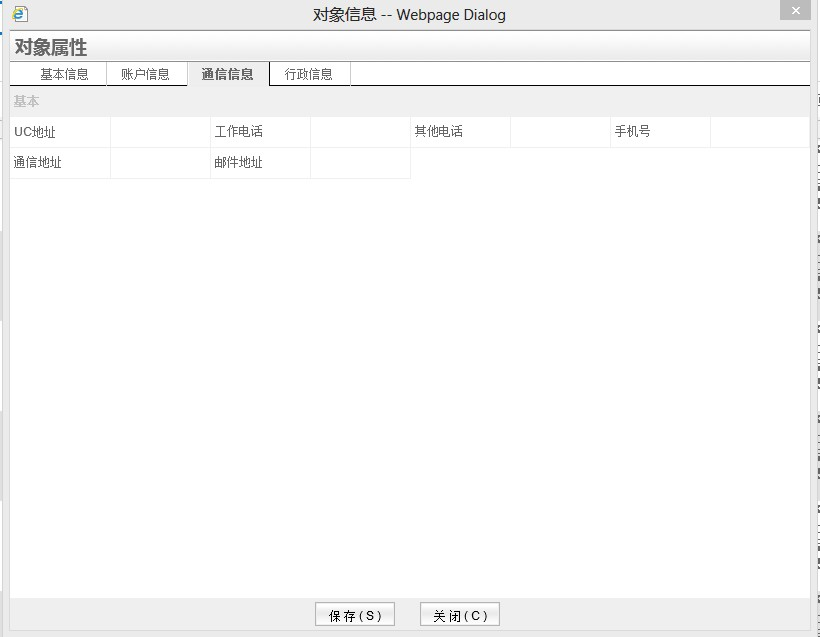 对象信息 -- Webpage Dialog
对象属性
基本信息 账户信息 通信信息 行政信息
基本
UC地址 工作电话 其他电话 手机号
通信地址 邮件地址
保存(S) 关闭(C)